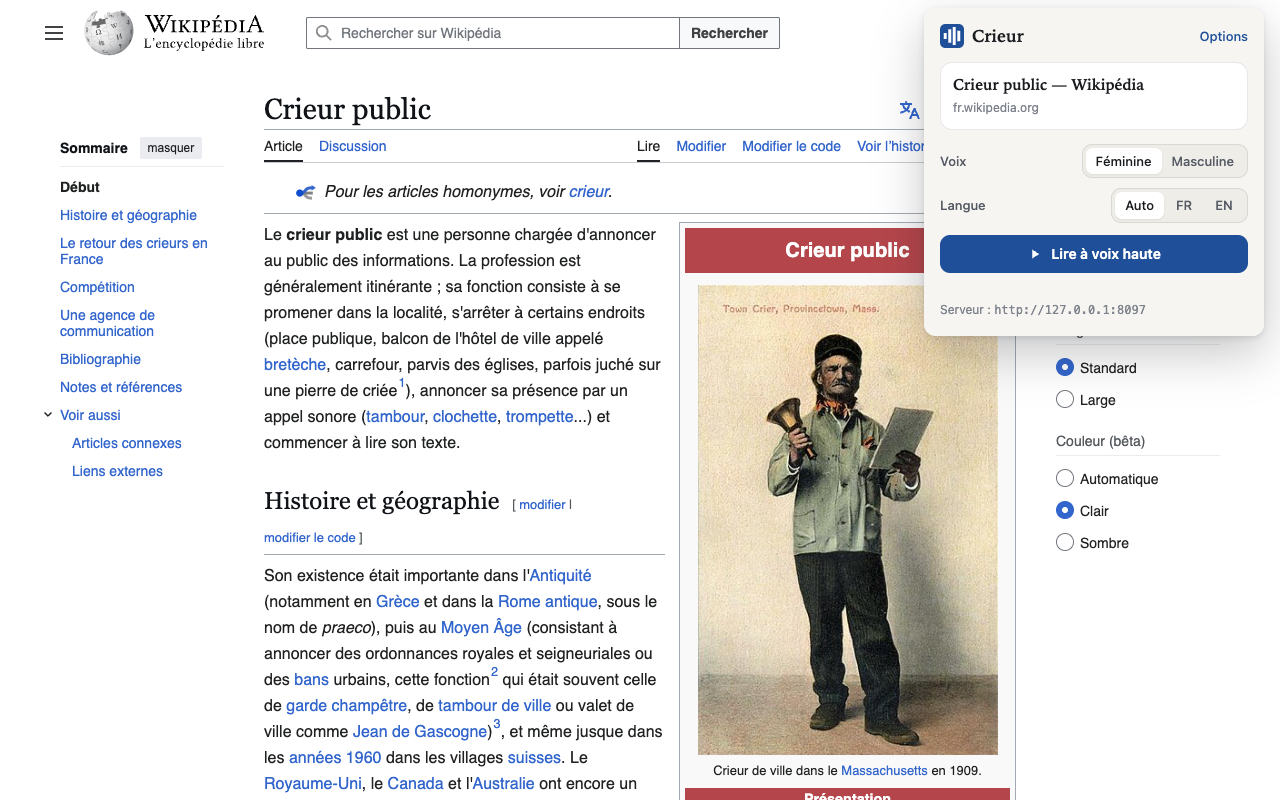 WIKIPÉDIA
L'encyclopédie libre
Rechercher sur Wikipédia
Rechercher
Sommaire masquer
Début
Histoire et géographie
Le retour des crieurs en
France
Compétition
Une agence de
communication
Bibliographie
Notes et références
Voir aussi
Articles connexes
Liens externes
Crieur public
Article Discussion Lire Modifier Modifier le code Voir l'histor
Pour les articles homonymes, voir crieur.
Le crieur public est une personne chargée d'annoncer
au public des informations. La profession est
généralement itinérante ; sa fonction consiste à se
promener dans la localité, s'arrêter à certains endroits
(place publique, balcon de l'hôtel de ville appelé
bretèche, carrefour, parvis des églises, parfois juché sur
une pierre de criée1), annoncer sa présence par un
appel sonore (tambour, clochette, trompette...) et
commencer à lire son texte.
Histoire et géographie [ modifier |
modifier le code ]
Son existence était importante dans l'Antiquité
(notamment en Grèce et dans la Rome antique, sous le
nom de praeco), puis au Moyen Âge (consistant à
annoncer des ordonnances royales et seigneuriales ou
des bans urbains, cette fonction2 qui était souvent celle
de garde champêtre, de tambour de ville ou valet de
ville comme Jean de Gascogne)3, et même jusque dans
les années 1960 dans les villages suisses. Le
Royaume-Uni, le Canada et l'Australie ont encore un
Crieur public
Town Crier, Provincetown, Mass.
Crieur de ville dans le Massachusetts en 1909.
Présentation
Crieur
Options
Crieur public — Wikipédia
fr.wikipedia.org
Voix Féminine Masculine
Langue Auto FR EN
Lire à voix haute
Serveur : http://127.0.0.1:8097
Standard
Large
Couleur (bêta)
Automatique
Clair
Sombre